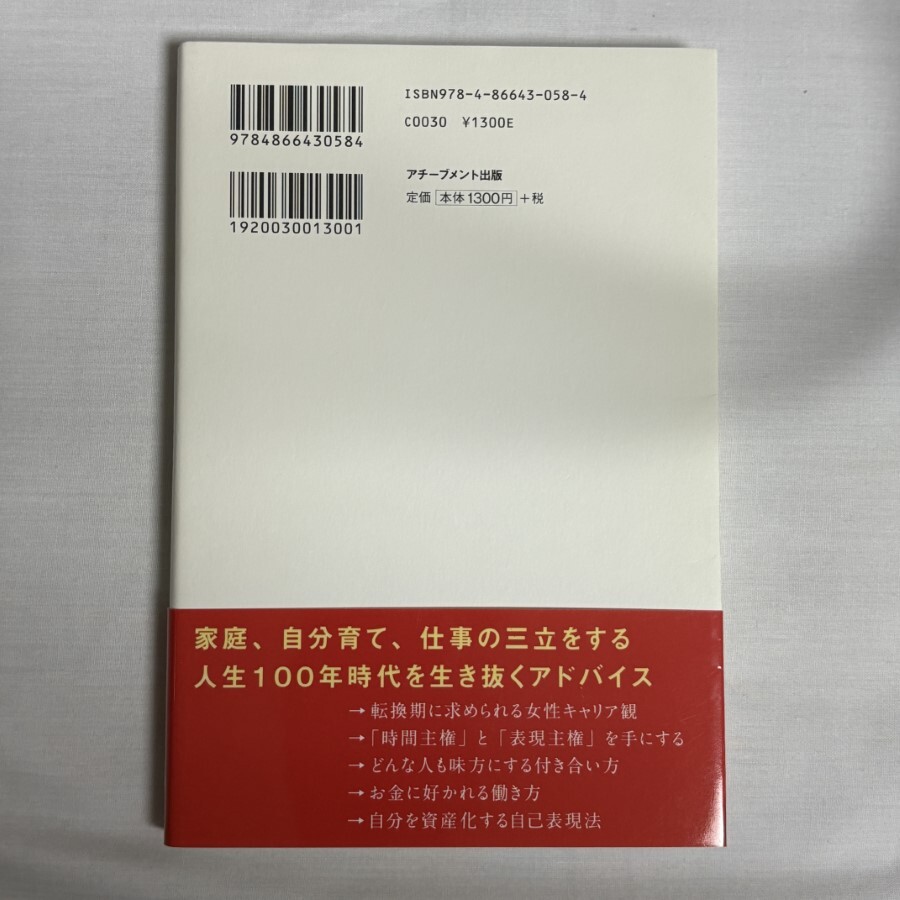 9784866430584
ISBN978-4-86643-058-4
C0030 ¥1300E
1920030013001
アチーブメント出版
定価 本体1300円+税
家庭、自分育て、仕事の三立をする
人生100年時代を生き抜くアドバイス
→転換期に求められる女性キャリア観
→「時間主権」と「表現主権」を手にする
→どんな人も味方にする付き合い方
→お金に好かれる働き方
→自分を資産化する自己表現法